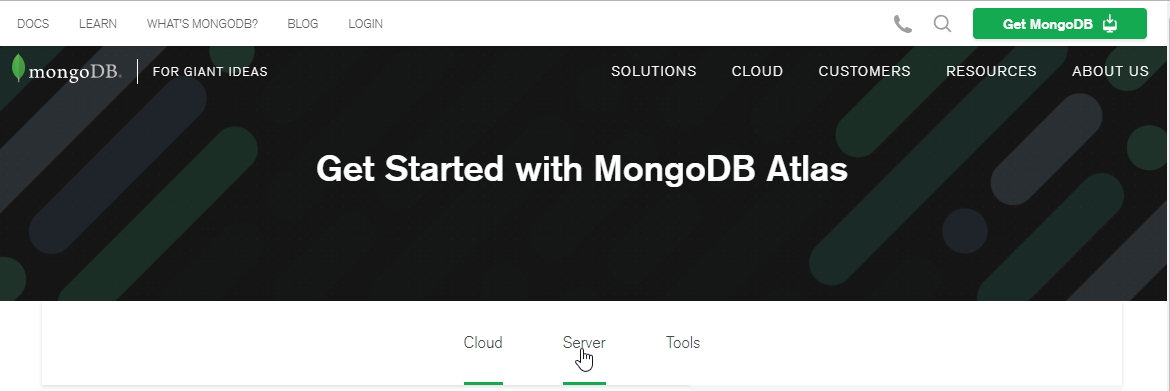 DOCS LEARN WHAT'S MONGODB? BLOG LOGIN Get MongoDB
mongoDB. FOR GIANT IDEAS SOLUTIONS CLOUD CUSTOMERS RESOURCES ABOUT US
Get Started with MongoDB Atlas
Cloud Server Tools